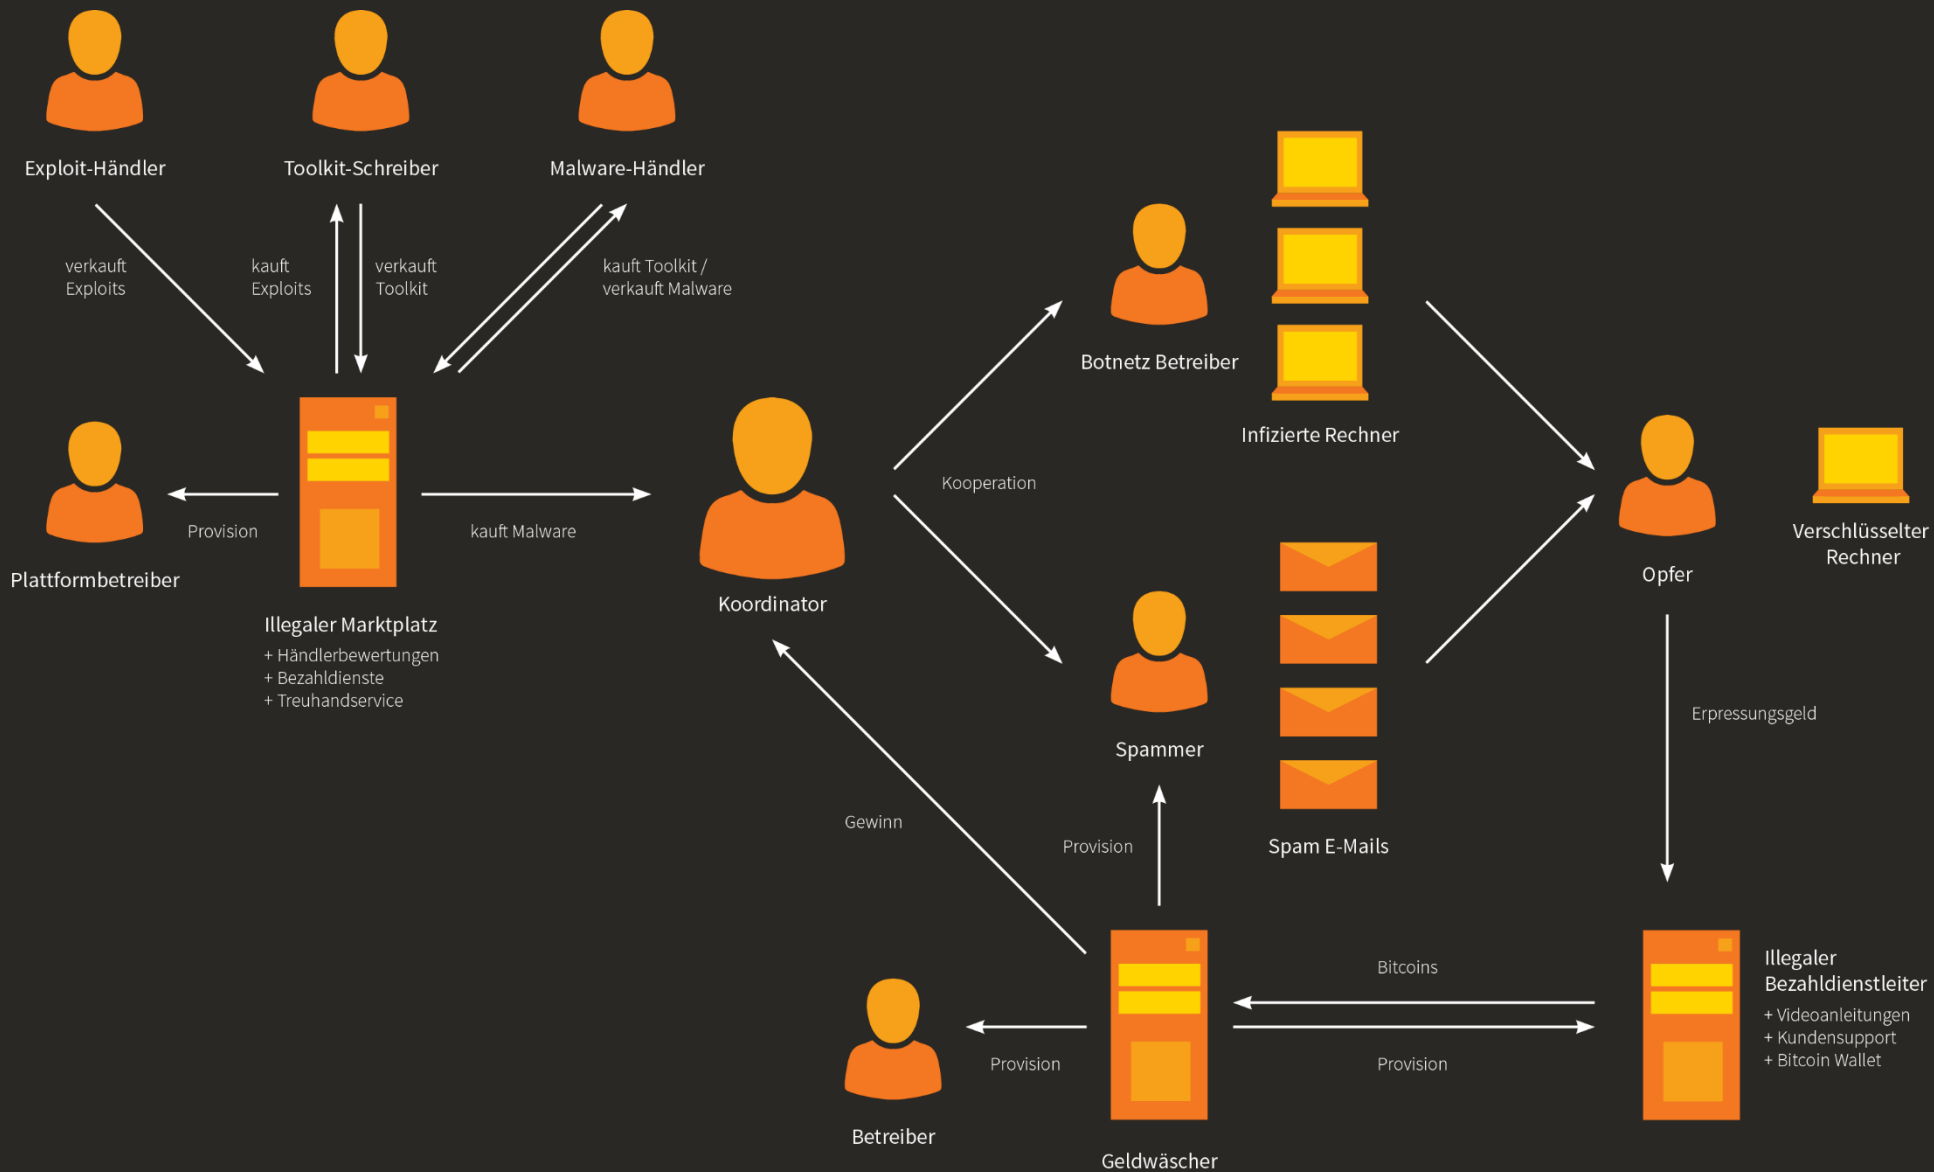 Exploit-Händler
Toolkit-Schreiber
Malware-Händler
verkauft
Exploits
kauft
Exploits
verkauft
Toolkit
kauft Toolkit /
verkauft Malware
Botnetz Betreiber
Infizierte Rechner
Plattformbetreiber
Provision
Illegaler Marktplatz
+ Händlerbewertungen
+ Bezahldienste
+ Treuhandservice
kauft Malware
Koordinator
Kooperation
Opfer
Verschlüsselter
Rechner
Spammer
Spam E-Mails
Erpressungsgeld
Gewinn
Provision
Bitcoins
Provision
Illegaler
Bezahldienstleiter
+ Videoanleitungen
+ Kundensupport
+ Bitcoin Wallet
Provision
Betreiber
Geldwäscher